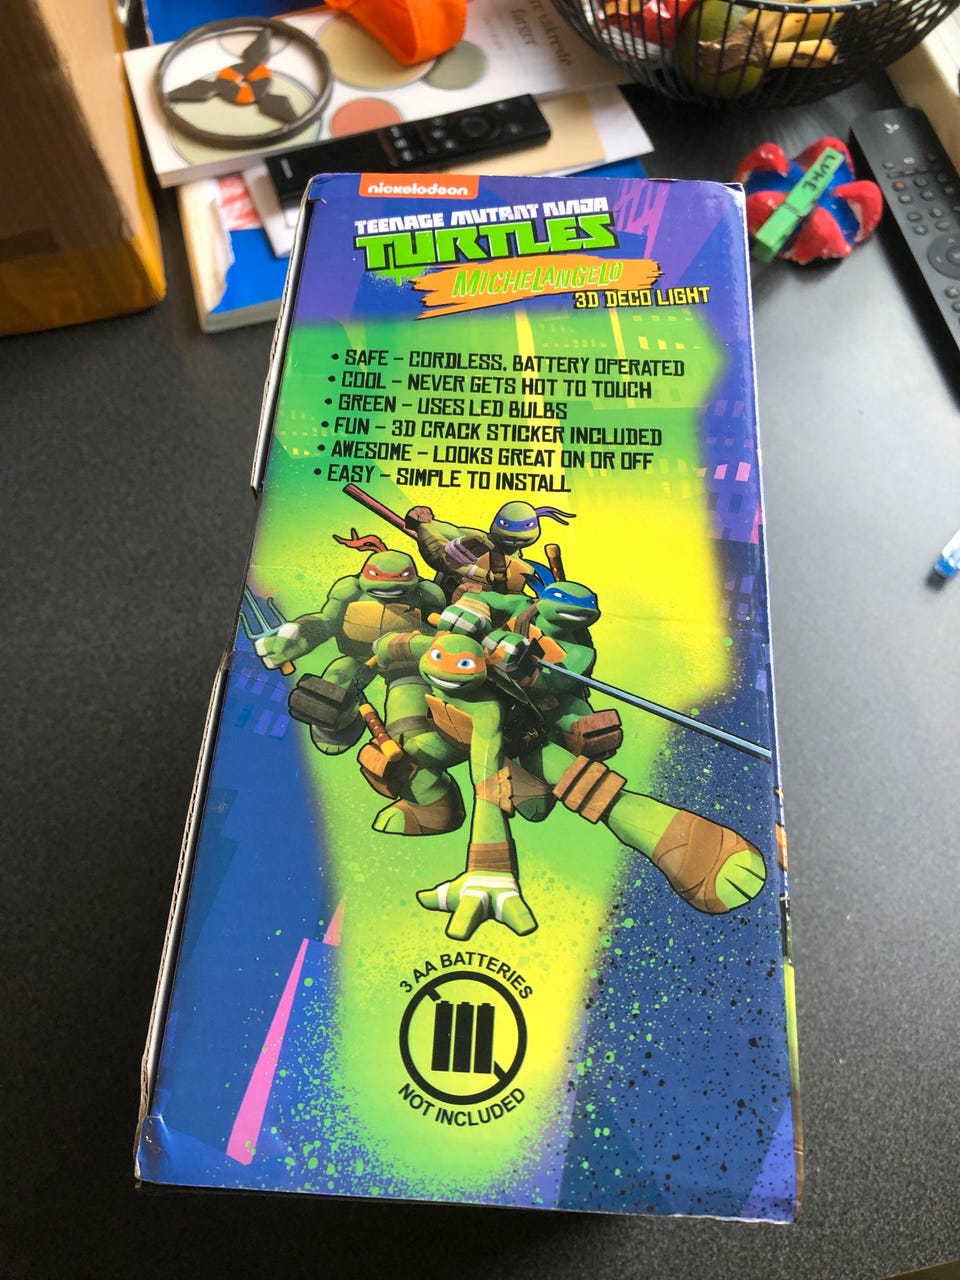 LUKE
nickelodeon
TEENAGE MUTANT NINJA
TURTLES
MICHELANGELO
3D DECO LIGHT
• SAFE – CORDLESS, BATTERY OPERATED
• COOL – NEVER GETS HOT TO TOUCH
• GREEN – USES LED BULBS
• FUN – 3D CRACK STICKER INCLUDED
• AWESOME – LOOKS GREAT ON OR OFF
• EASY – SIMPLE TO INSTALL
3 AA BATTERIES
NOT INCLUDED